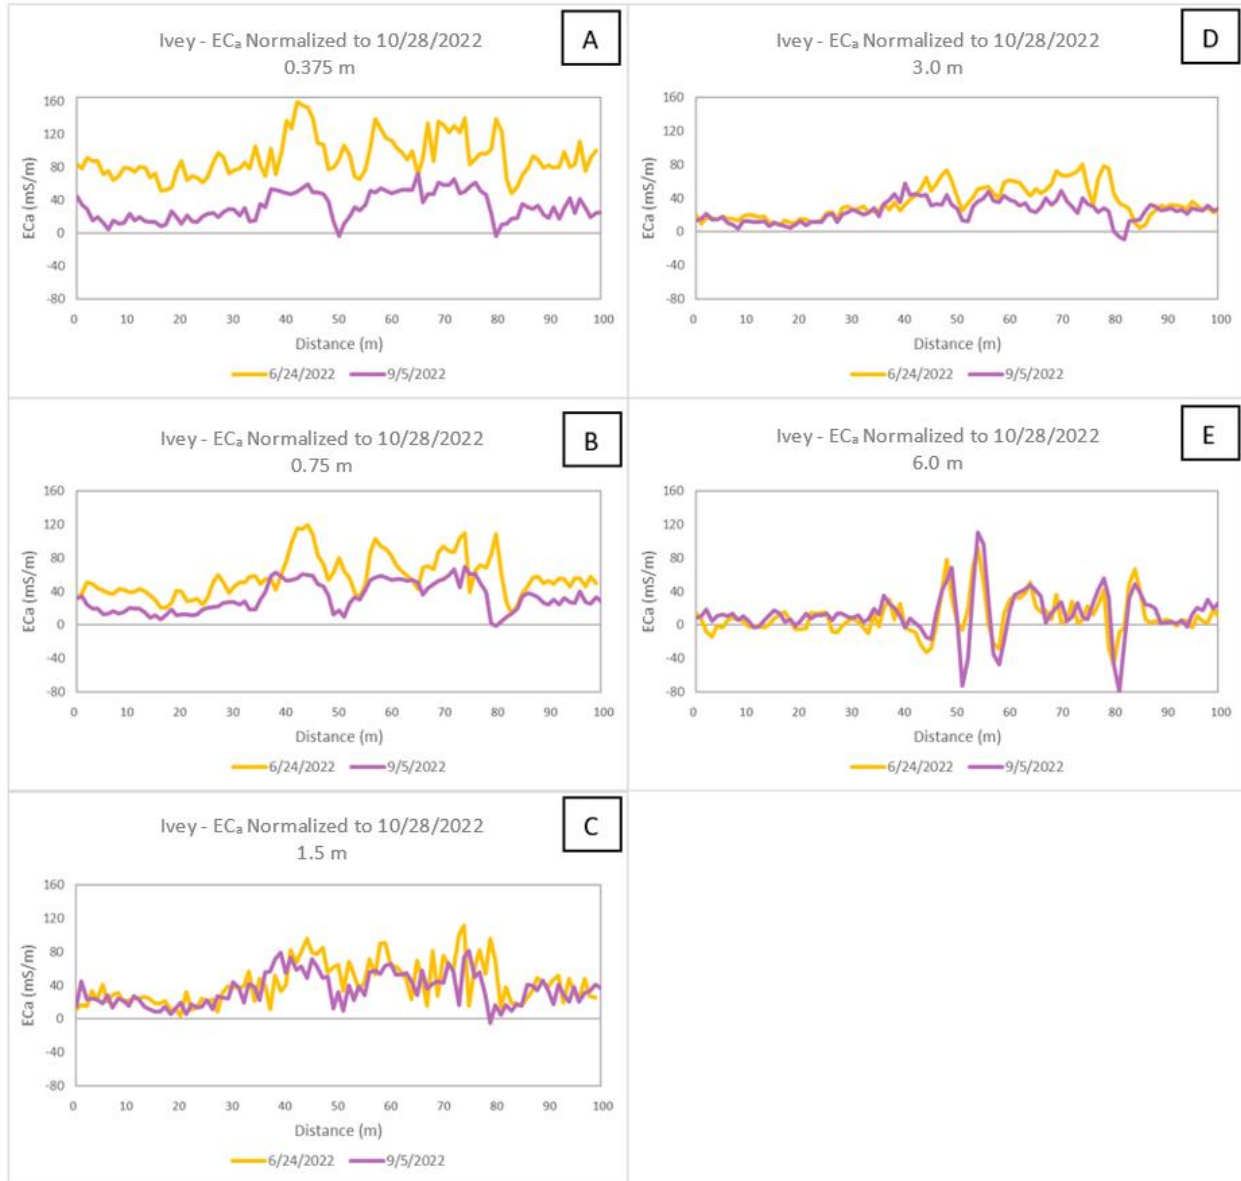 Ivey - ECₐ Normalized to 10/28/2022
0.375 m
A
ECa (mS/m)
160
120
80
40
0
-40
-80
0 10 20 30 40 50 60 70 80 90 100
Distance (m)
6/24/2022 9/5/2022
Ivey - ECₐ Normalized to 10/28/2022
0.75 m
B
ECa (mS/m)
160
120
80
40
0
-40
-80
0 10 20 30 40 50 60 70 80 90 100
Distance (m)
6/24/2022 9/5/2022
Ivey - ECₐ Normalized to 10/28/2022
1.5 m
C
ECa (mS/m)
160
120
80
40
0
-40
-80
0 10 20 30 40 50 60 70 80 90 100
Distance (m)
6/24/2022 9/5/2022
Ivey - ECₐ Normalized to 10/28/2022
3.0 m
D
ECa (mS/m)
160
120
80
40
0
-40
-80
0 10 20 30 40 50 60 70 80 90 100
Distance (m)
6/24/2022 9/5/2022
Ivey - ECₐ Normalized to 10/28/2022
6.0 m
E
ECa (mS/m)
160
120
80
40
0
-40
-80
0 10 20 30 40 50 60 70 80 90 100
Distance (m)
6/24/2022 9/5/2022